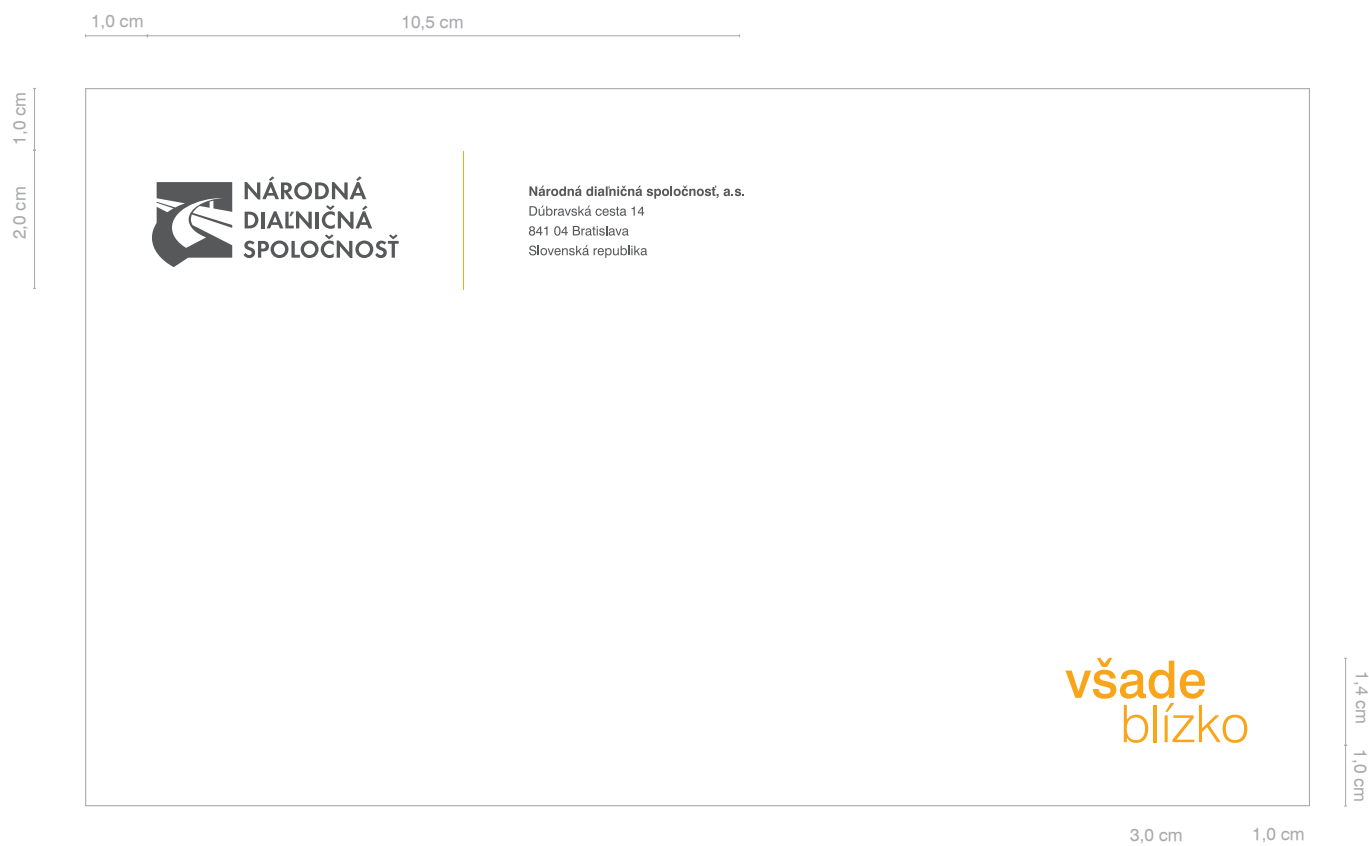 1,0 cm
10,5 cm
1,0 cm
2,0 cm
NÁRODNÁ
DIAĽNIČNÁ
SPOLOČNOSŤ
Národná diaľničná spoločnosť, a.s.
Dúbravská cesta 14
841 04 Bratislava
Slovenská republika
všade
blízko
1,4 cm
1,0 cm
3,0 cm
1,0 cm